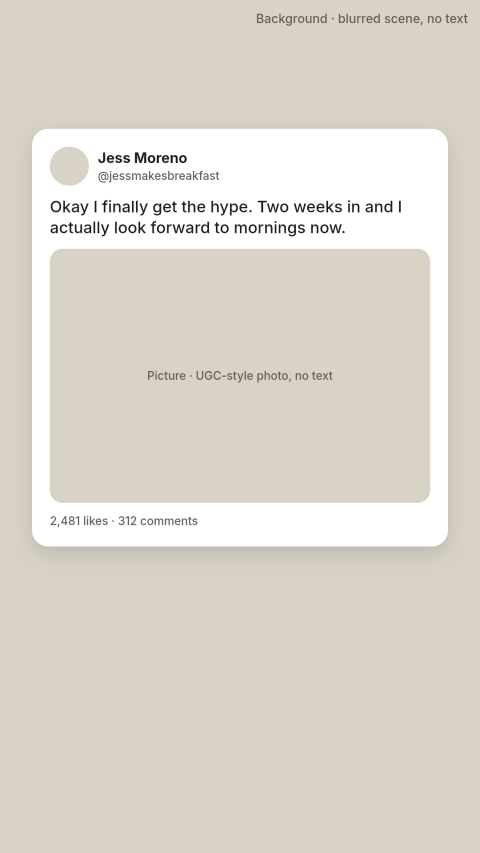 Background · blurred scene, no text
Jess Moreno
@jessmakesbreakfast
Okay I finally get the hype. Two weeks in and I
actually look forward to mornings now.
Picture · UGC-style photo, no text
2,481 likes · 312 comments